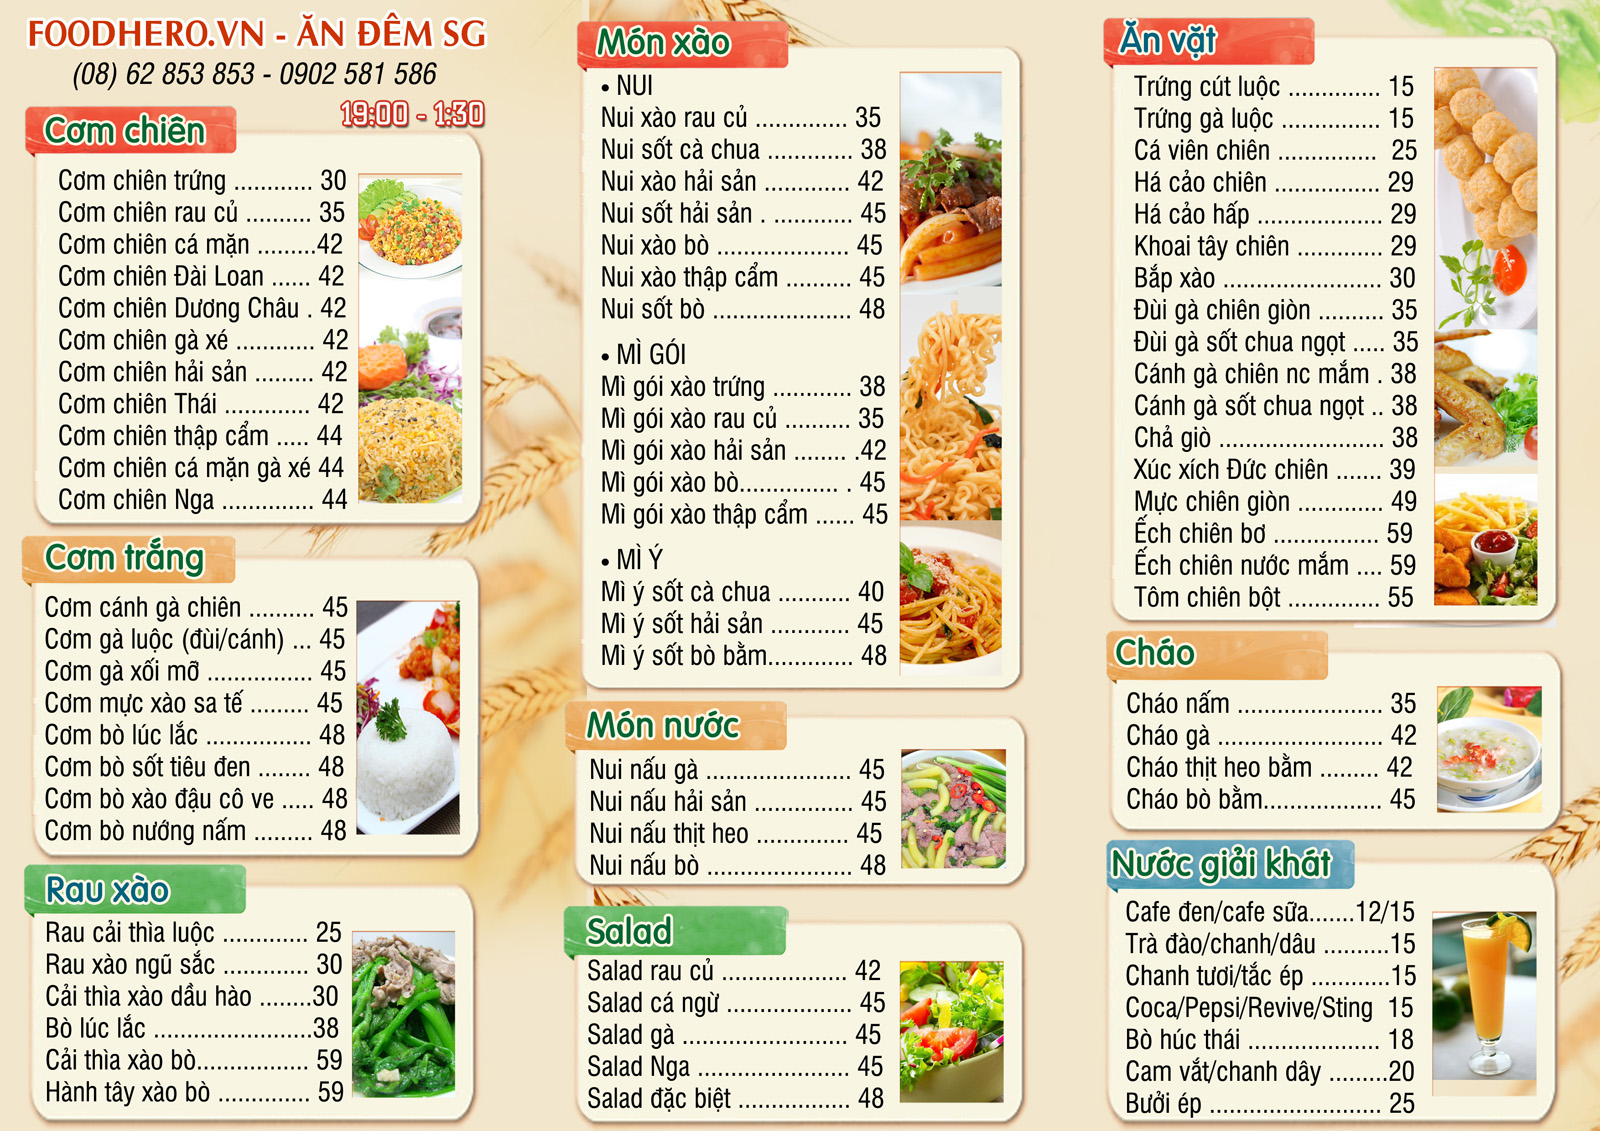 FOODHERO.VN - ĂN ĐÊM SG
(08) 62 853 853 - 0902 581 586
19:00 - 1:30
Cơm chiên
Cơm chiên trứng ............ 30
Cơm chiên rau củ .......... 35
Cơm chiên cá mặn .........42
Cơm chiên Đài Loan ...... 42
Cơm chiên Dương Châu . 42
Cơm chiên gà xé ............ 42
Cơm chiên hải sản ......... 42
Cơm chiên Thái ............. 42
Cơm chiên thập cẩm ..... 44
Cơm chiên cá mặn gà xé 44
Cơm chiên Nga .............. 44
Cơm trắng
Cơm cánh gà chiên .......... 45
Cơm gà luộc (đùi/cánh) ... 45
Cơm gà xối mỡ ................ 45
Cơm mực xào sa tế ......... 45
Cơm bò lúc lắc ................ 48
Cơm bò sốt tiêu đen ........ 48
Cơm bò xào đậu cô ve ..... 48
Cơm bò nướng nấm ......... 48
Rau xào
Rau cải thìa luộc ............. 25
Rau xào ngũ sắc ............. 30
Cải thìa xào dầu hào ........30
Bò lúc lắc ........................38
Cải thìa xào bò................. 59
Hành tây xào bò .............. 59
Món xào
• NUI
Nui xào rau củ .............. 35
Nui sốt cà chua ............. 38
Nui xào hải sản ............. 42
Nui sốt hải sản . ............ 45
Nui xào bò .................... 45
Nui xào thập cẩm .......... 45
Nui sốt bò ..................... 48
• MÌ GÓI
Mì gói xào trứng ............ 38
Mì gói xào rau củ .......... 35
Mì gói xào hải sản ........ .42
Mì gói xào bò............... . 45
Mì gói xào thập cẩm ...... 45
• MÌ Ý
Mì ý sốt cà chua ........... 40
Mì ý sốt hải sản ............ 45
Mì ý sốt bò bằm............. 48
Món nước
Nui nấu gà ...................... 45
Nui nấu hải sản ............... 45
Nui nấu thịt heo .............. 45
Nui nấu bò ...................... 48
Salad
Salad rau củ ................... 42
Salad cá ngừ ................... 45
Salad gà ......................... 45
Salad Nga ....................... 45
Salad đặc biệt ................. 48
Ăn vặt
Trứng cút luộc .............. 15
Trứng gà luộc ............... 15
Cá viên chiên ............... 25
Há cảo chiên ................ 29
Há cảo hấp ................... 29
Khoai tây chiên ............. 29
Bắp xào ........................ 30
Đùi gà chiên giòn .......... 35
Đùi gà sốt chua ngọt ..... 35
Cánh gà chiên nc mắm . 38
Cánh gà sốt chua ngọt .. 38
Chả giò ......................... 38
Xúc xích Đức chiên ....... 39
Mực chiên giòn ............. 49
Ếch chiên bơ ................ 59
Ếch chiên nước mắm .... 59
Tôm chiên bột .............. 55
Cháo
Cháo nấm ...................... 35
Cháo gà ......................... 42
Cháo thịt heo bằm ......... 42
Cháo bò bằm.................. 45
Nước giải khát
Cafe đen/cafe sữa.......12/15
Trà đào/chanh/dâu ..........15
Chanh tươi/tắc ép ............15
Coca/Pepsi/Revive/Sting 15
Bò húc thái .................... 18
Cam vắt/chanh dây .........20
Bưởi ép .......................... 25